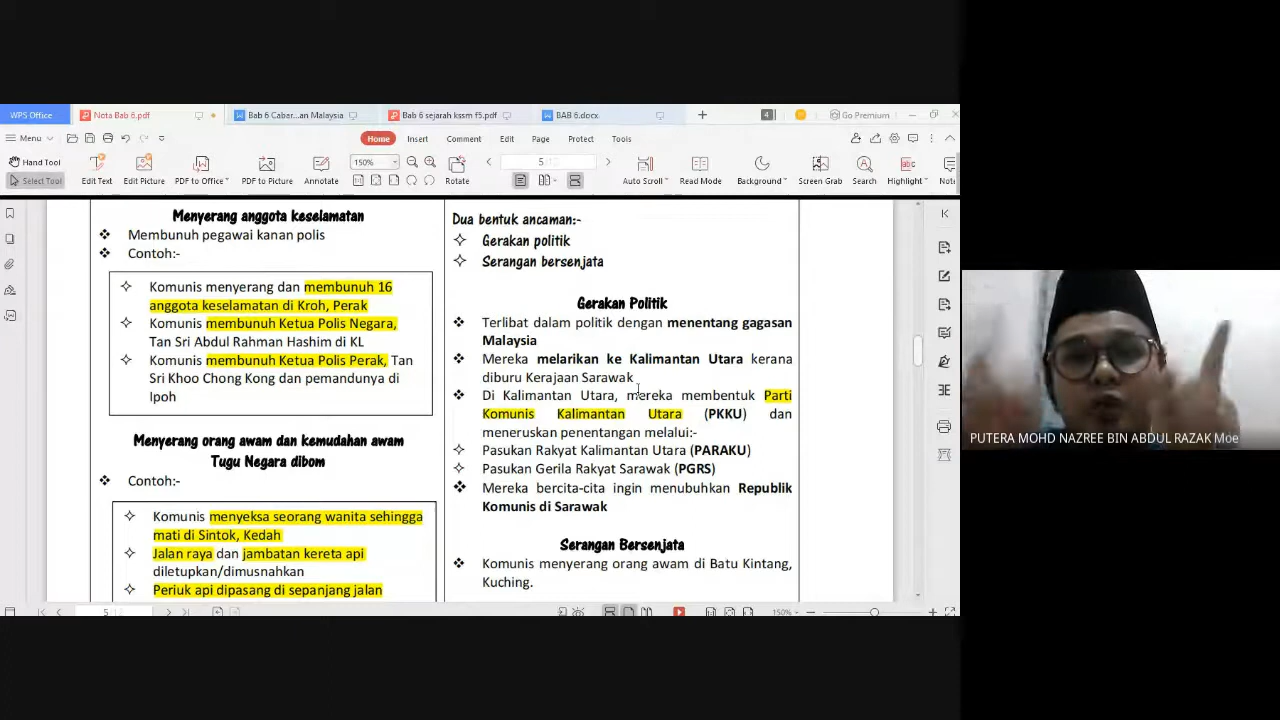 WPS Office
Nota Bab 6.pdf
Bab 6 Cabar...an Malaysia
Bab 6 sejarah kssm f5.pdf
BAB 6.docx
4
Go Premium
Menu
Home
Insert
Comment
Edit
Page
Protect
Tools
Hand Tool
Select Tool
Edit Text
Edit Picture
PDF to Office
PDF to Picture
Annotate
150%
Rotate
5
Auto Scroll
Read Mode
Background
Screen Grab
Search
Highlight
Menyerang anggota keselamatan
Membunuh pegawai kanan polis
Contoh:-
Komunis menyerang dan membunuh 16
anggota keselamatan di Kroh, Perak
Komunis membunuh Ketua Polis Negara,
Tan Sri Abdul Rahman Hashim di KL
Komunis membunuh Ketua Polis Perak, Tan
Sri Khoo Chong Kong dan pemandunya di
Ipoh
Menyerang orang awam dan kemudahan awam
Tugu Negara dibom
Contoh:-
Komunis menyeksa seorang wanita sehingga
mati di Sintok, Kedah
Jalan raya dan jambatan kereta api
diletupkan/dimusnahkan
Periuk api dipasang di sepanjang jalan
Dua bentuk ancaman:-
Gerakan politik
Serangan bersenjata
Gerakan Politik
Terlibat dalam politik dengan menentang gagasan
Malaysia
Mereka melarikan ke Kalimantan Utara kerana
diburu Kerajaan Sarawak
Di Kalimantan Utara, mereka membentuk Parti
Komunis Kalimantan Utara (PKKU) dan
meneruskan penentangan melalui:-
Pasukan Rakyat Kalimantan Utara (PARAKU)
Pasukan Gerila Rakyat Sarawak (PGRS)
Mereka bercita-cita ingin menubuhkan Republik
Komunis di Sarawak
Serangan Bersenjata
Komunis menyerang orang awam di Batu Kintang,
Kuching.
5
150%
PUTERA MOHD NAZREE BIN ABDUL RAZAK Moe